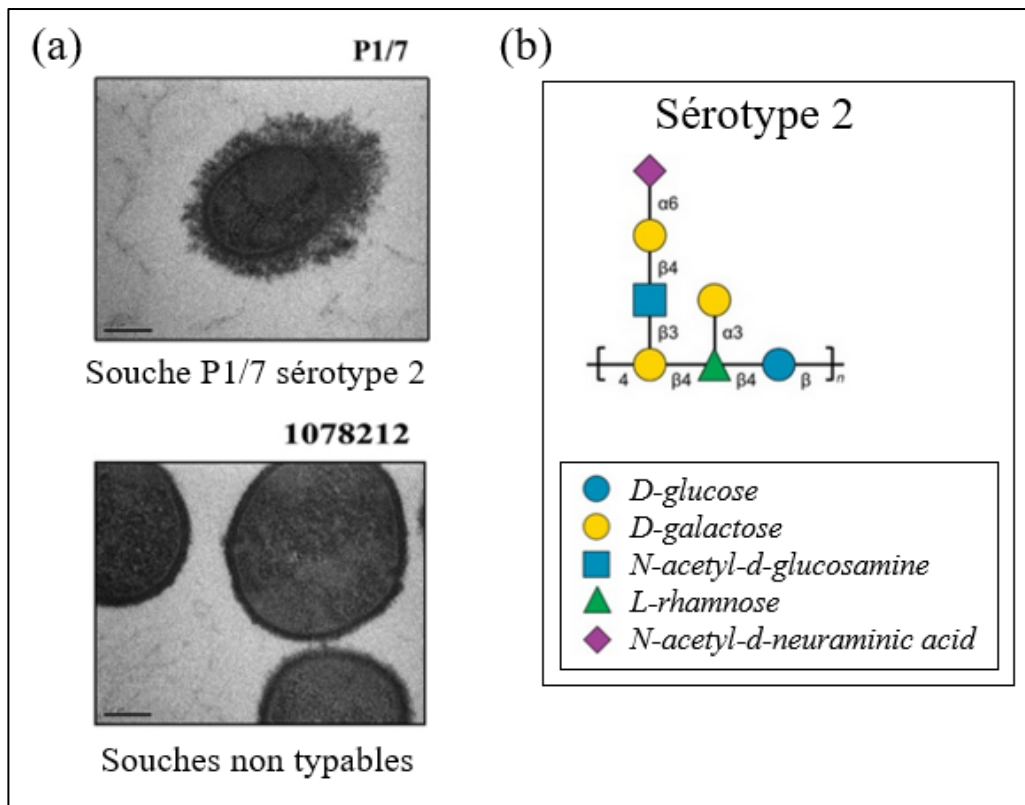 (a)
P1/7
Souche P1/7 sérotype 2
1078212
Souches non typables
(b)
Sérotype 2
α6
β4
β3
α3
[ 4 β4 β4 β ]n
D-glucose
D-galactose
N-acetyl-d-glucosamine
L-rhamnose
N-acetyl-d-neuraminic acid